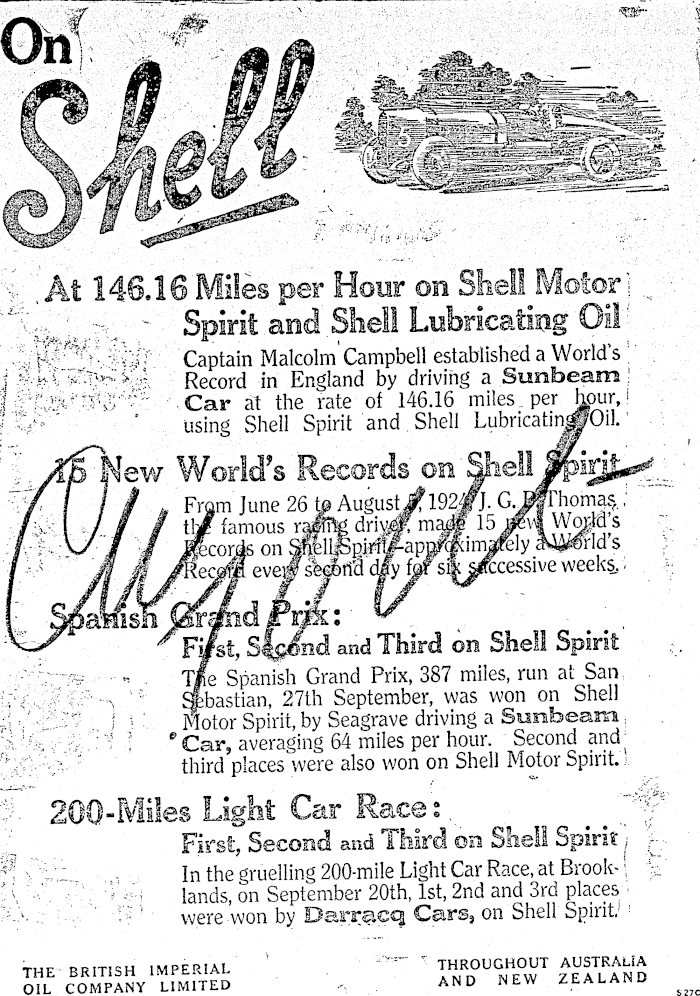 On
Shell
5
At 146.16 Miles per Hour on Shell Motor
Spirit and Shell Lubricating Oil
Captain Malcolm Campbell established a World's
Record in England by driving a Sunbeam
Car at the rate of 146.16 miles per hour,
using Shell Spirit and Shell Lubricating Oil.
15 New World's Records on Shell Spirit
From June 26 to August , 1924, J. G. P. Thomas,
the famous racing driver, made 15 new World's
Records on Shell Spirit—approximately a World's
Record every second day for six successive weeks.
Spanish Grand Prix:
First, Second and Third on Shell Spirit
The Spanish Grand Prix, 387 miles, run at San
Sebastian, 27th September, was won on Shell
Motor Spirit, by Seagrave driving a Sunbeam
Car, averaging 64 miles per hour. Second and
third places were also won on Shell Motor Spirit.
200-Miles Light Car Race:
First, Second and Third on Shell Spirit
In the gruelling 200-mile Light Car Race, at Brook-
lands, on September 20th, 1st, 2nd and 3rd places
were won by Darracq Cars, on Shell Spirit.
THE BRITISH IMPERIAL
OIL COMPANY LIMITED
THROUGHOUT AUSTRALIA
AND NEW ZEALAND